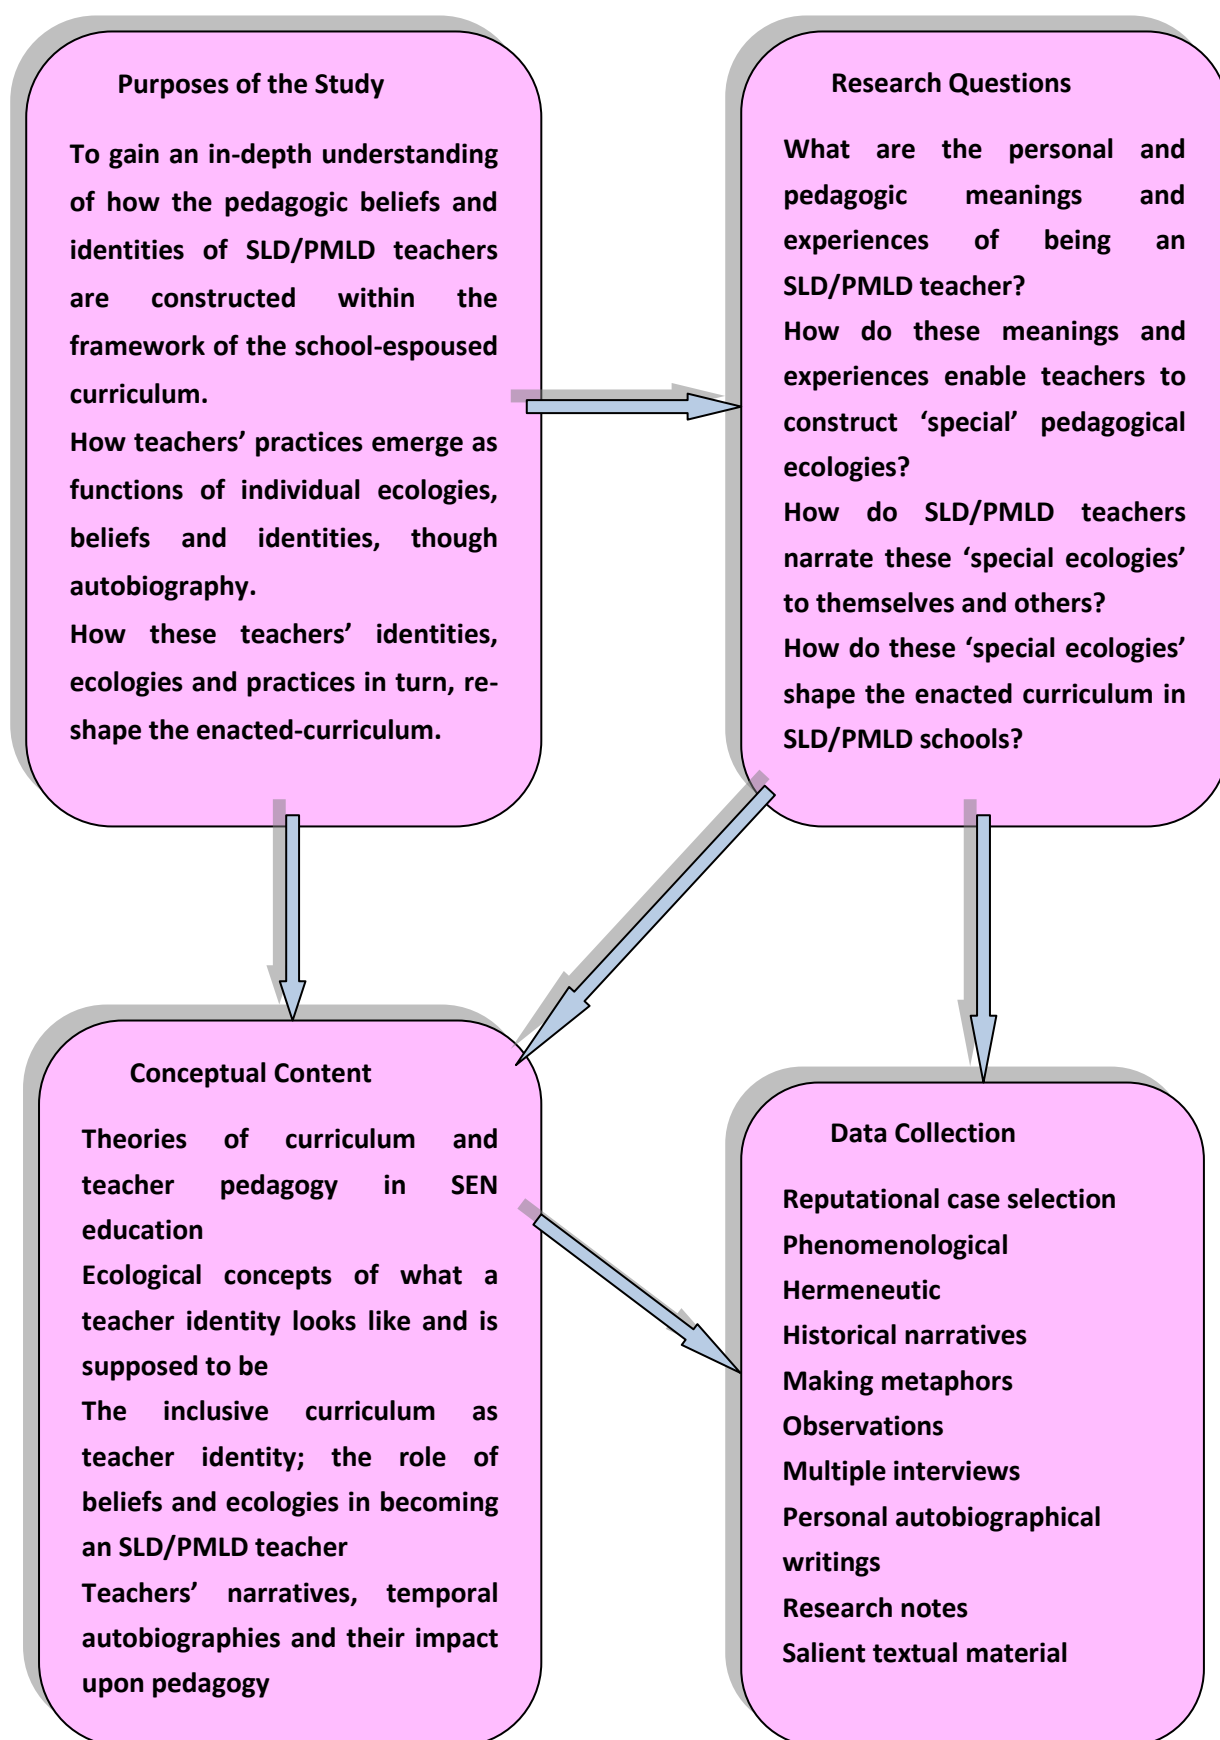 Purposes of the Study
To gain an in-depth understanding
of how the pedagogic beliefs and
identities of SLD/PMLD teachers
are constructed within the
framework of the school-espoused
curriculum.
How teachers’ practices emerge as
functions of individual ecologies,
beliefs and identities, though
autobiography.
How these teachers’ identities,
ecologies and practices in turn, re-
shape the enacted-curriculum.
Research Questions
What are the personal and
pedagogic meanings and
experiences of being an
SLD/PMLD teacher?
How do these meanings and
experiences enable teachers to
construct ‘special’ pedagogical
ecologies?
How do SLD/PMLD teachers
narrate these ‘special ecologies’
to themselves and others?
How do these ‘special ecologies’
shape the enacted curriculum in
SLD/PMLD schools?
Conceptual Content
Theories of curriculum and
teacher pedagogy in SEN
education
Ecological concepts of what a
teacher identity looks like and is
supposed to be
The inclusive curriculum as
teacher identity; the role of
beliefs and ecologies in becoming
an SLD/PMLD teacher
Teachers’ narratives, temporal
autobiographies and their impact
upon pedagogy
Data Collection
Reputational case selection
Phenomenological
Hermeneutic
Historical narratives
Making metaphors
Observations
Multiple interviews
Personal autobiographical
writings
Research notes
Salient textual material